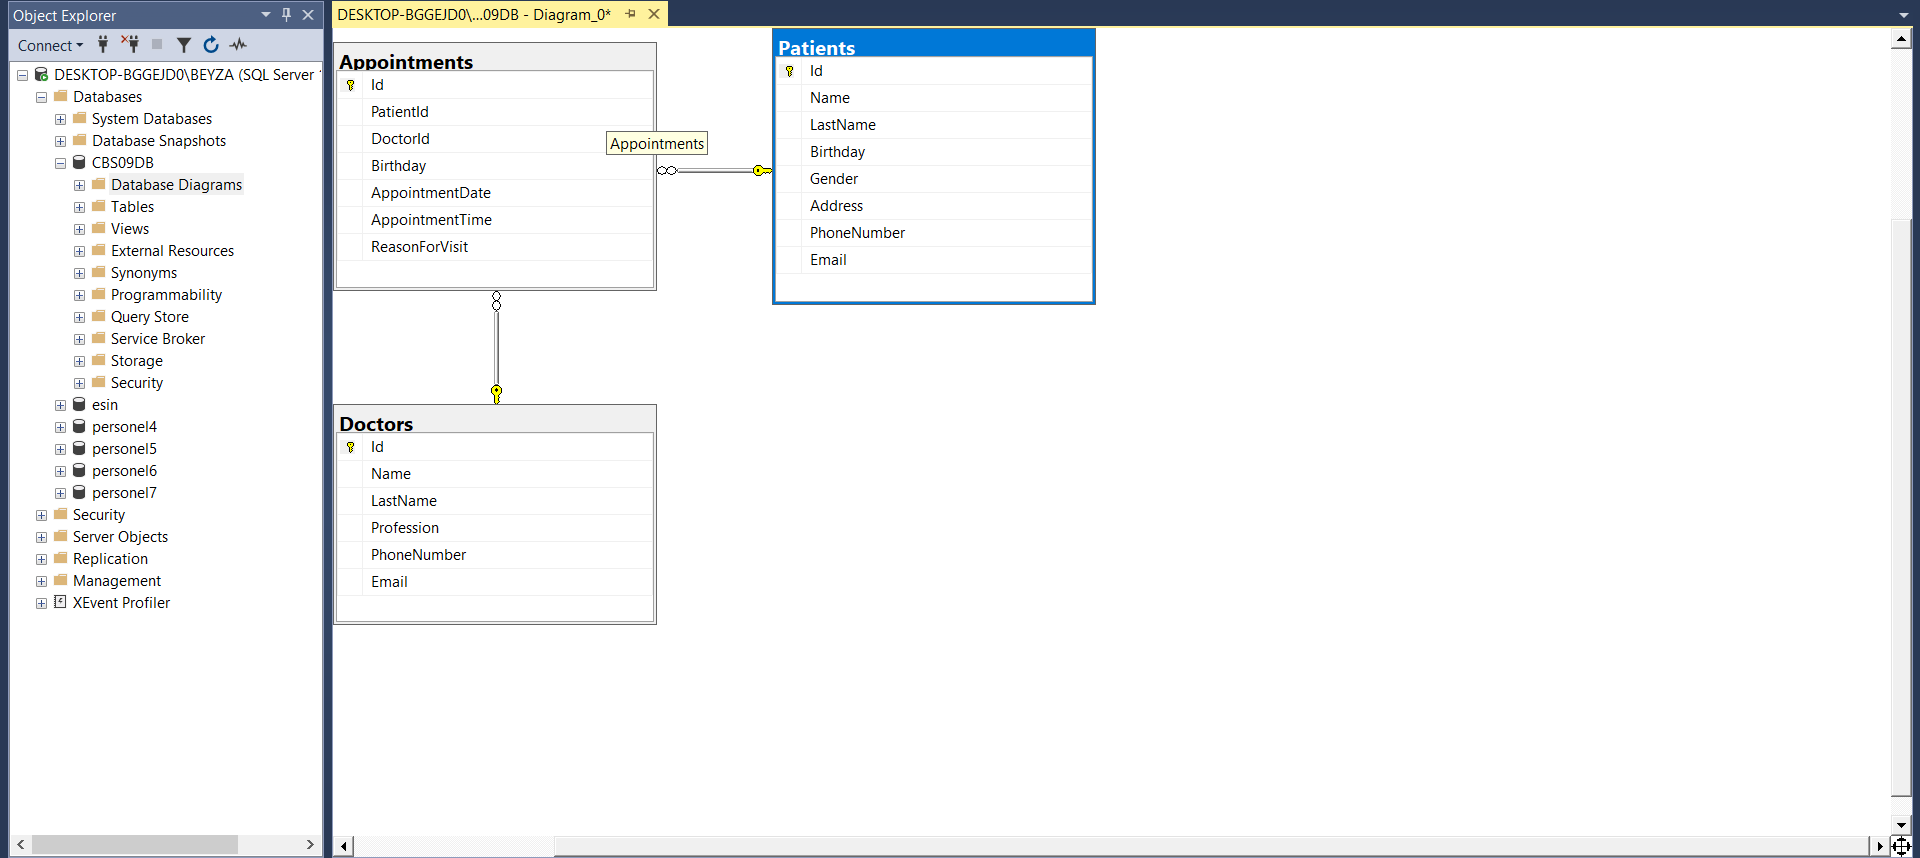 Object Explorer
Connect
DESKTOP-BGGEJD0\BEYZA (SQL Server
Databases
System Databases
Database Snapshots
CBS09DB
Database Diagrams
Tables
Views
External Resources
Synonyms
Programmability
Query Store
Service Broker
Storage
Security
esin
personel4
personel5
personel6
personel7
Security
Server Objects
Replication
Management
XEvent Profiler
DESKTOP-BGGEJD0\...09DB - Diagram_0*
Appointments
Id
PatientId
DoctorId
Birthday
AppointmentDate
AppointmentTime
ReasonForVisit
Appointments
Patients
Id
Name
LastName
Birthday
Gender
Address
PhoneNumber
Email
Doctors
Id
Name
LastName
Profession
PhoneNumber
Email